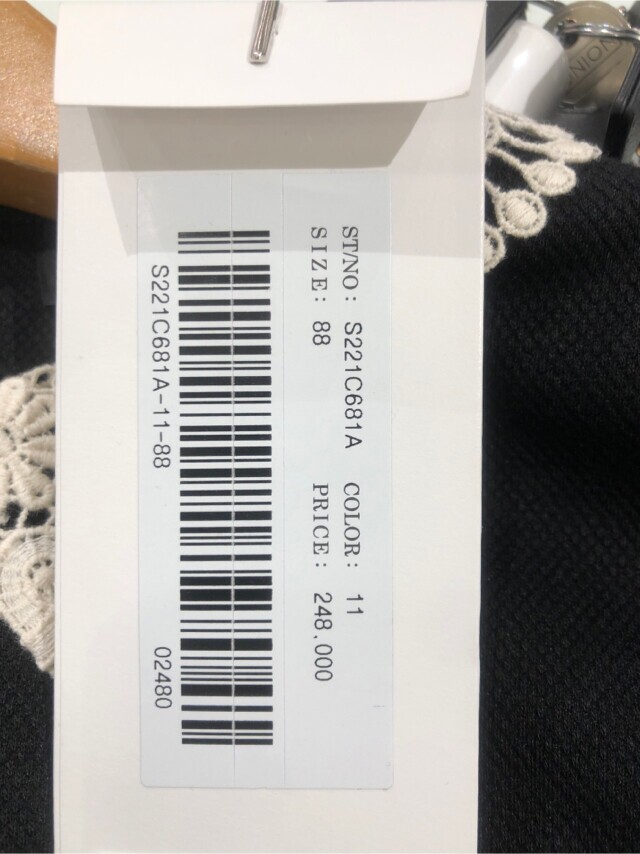 ST/NO: S221C681A COLOR: 11
SIZE: 88 PRICE: 248.000
S221C681A-11-88 02480